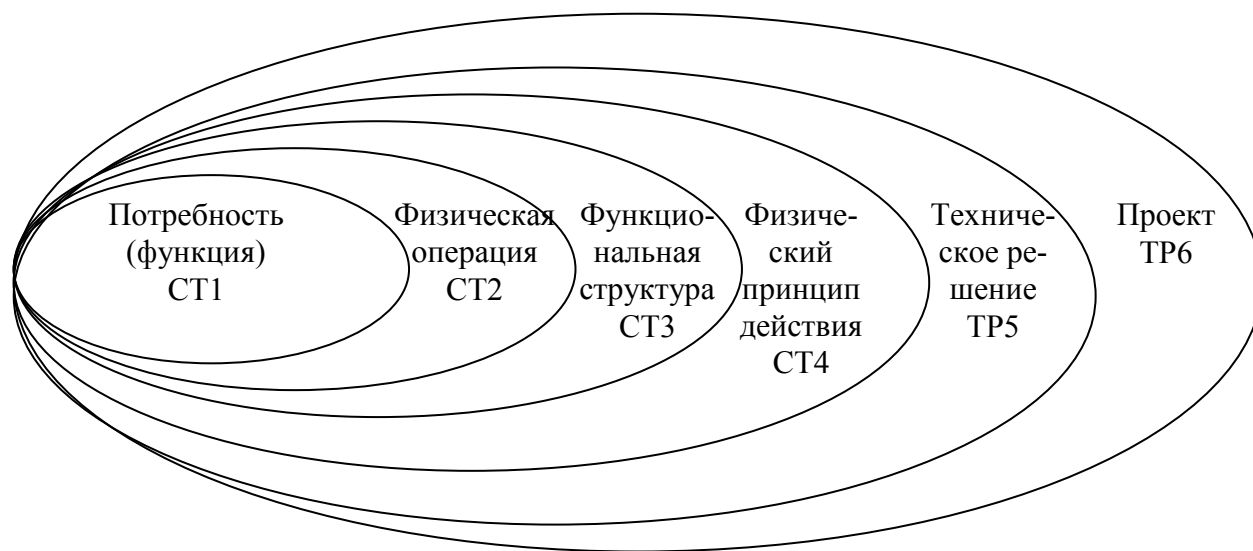 Потребность
(функция)
СТ1
Физическая
операция
СТ2
Функцио-
нальная
структура
СТ3
Физиче-
ский
принцип
действия
СТ4
Техниче-
ское ре-
шение
ТР5
Проект
ТР6